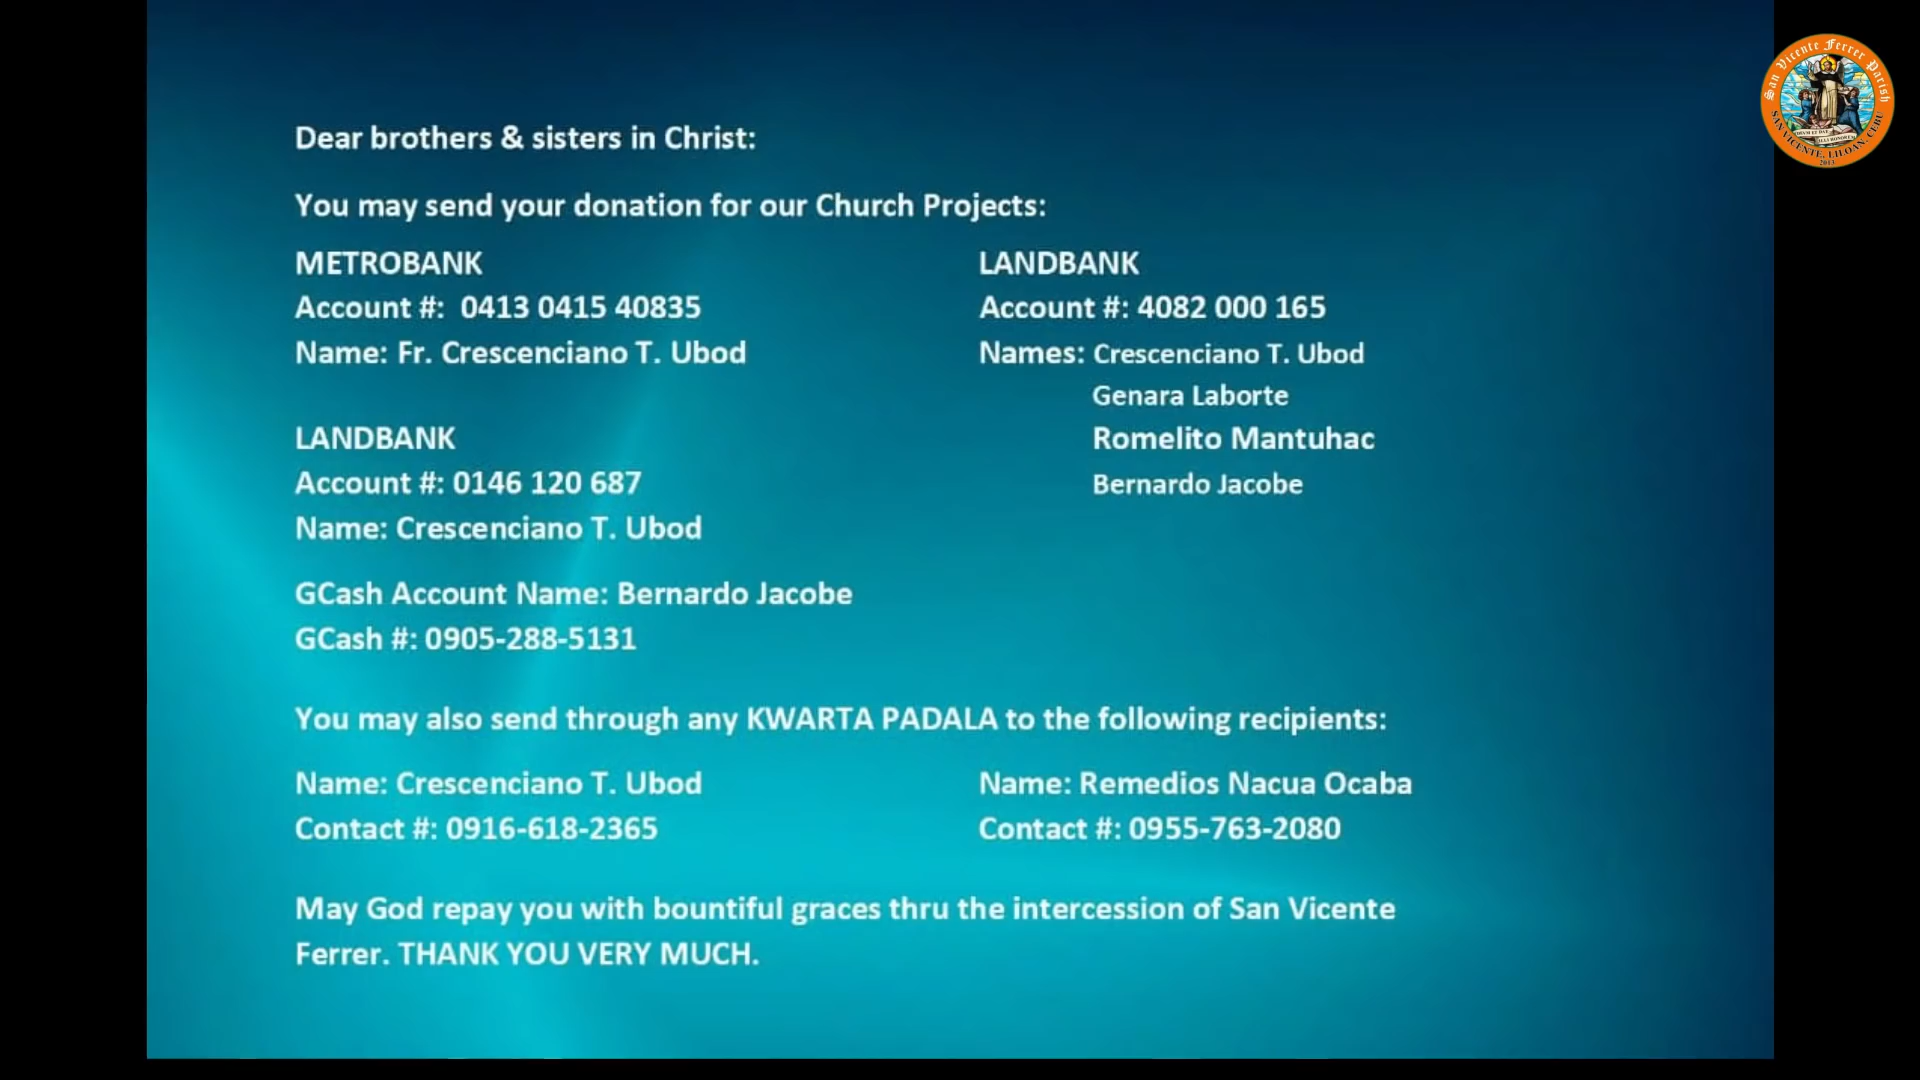 Dear brothers & sisters in Christ:
You may send your donation for our Church Projects:
METROBANK
Account #: 0413 0415 40835
Name: Fr. Crescenciano T. Ubod
LANDBANK
Account #: 4082 000 165
Names: Crescenciano T. Ubod
Genara Laborte
Romelito Mantuhac
Bernardo Jacobe
LANDBANK
Account #: 0146 120 687
Name: Crescenciano T. Ubod
GCash Account Name: Bernardo Jacobe
GCash #: 0905-288-5131
You may also send through any KWARTA PADALA to the following recipients:
Name: Crescenciano T. Ubod
Contact #: 0916-618-2365
Name: Remedios Nacua Ocaba
Contact #: 0955-763-2080
May God repay you with bountiful graces thru the intercession of San Vicente
Ferrer. THANK YOU VERY MUCH.
San Vicente Ferrer Parish
SAN VICENTE, LILOAN, CEBU